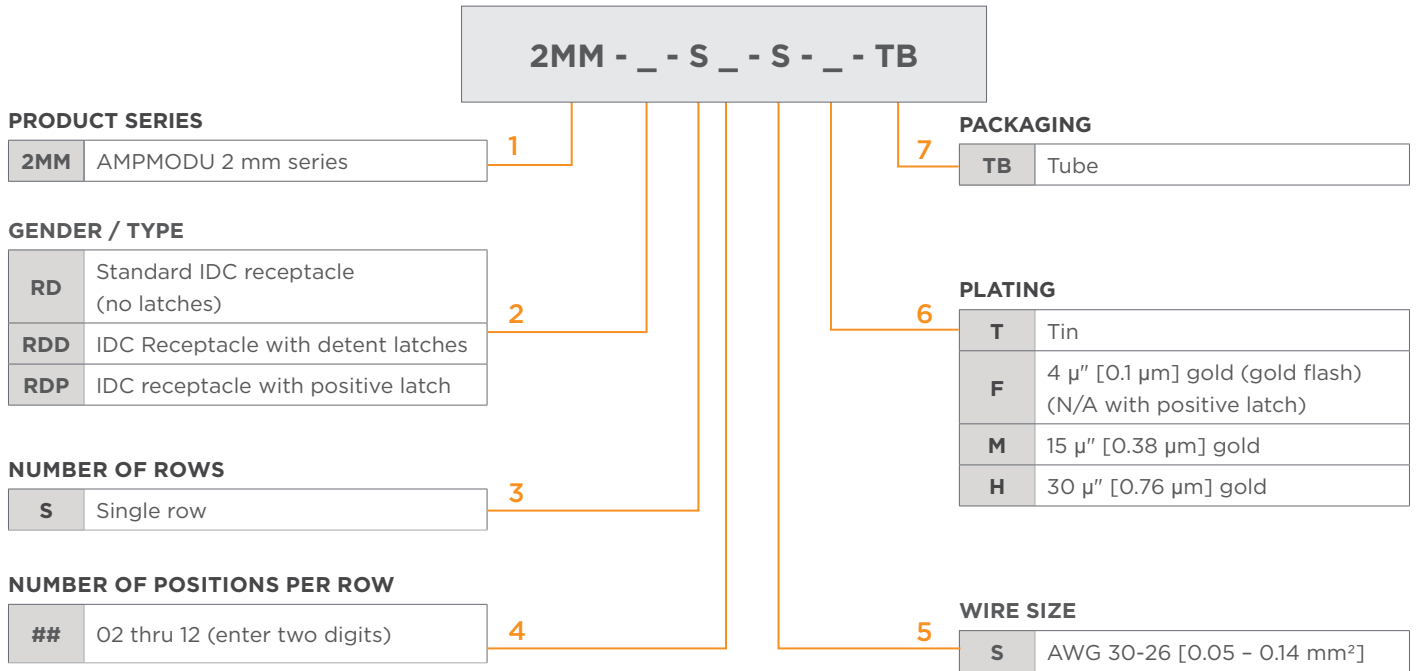 2MM - _ - S _ - S - _ - TB
PRODUCT SERIES
2MM AMPMODU 2 mm series
1
GENDER / TYPE
RD Standard IDC receptacle
(no latches)
RDD IDC Receptacle with detent latches
RDP IDC receptacle with positive latch
2
NUMBER OF ROWS
S Single row
3
NUMBER OF POSITIONS PER ROW
## 02 thru 12 (enter two digits)
4
PACKAGING
7
TB Tube
PLATING
6
T Tin
F 4 µ" [0.1 µm] gold (gold flash)
(N/A with positive latch)
M 15 µ" [0.38 µm] gold
H 30 µ" [0.76 µm] gold
WIRE SIZE
5
S AWG 30-26 [0.05 – 0.14 mm²]